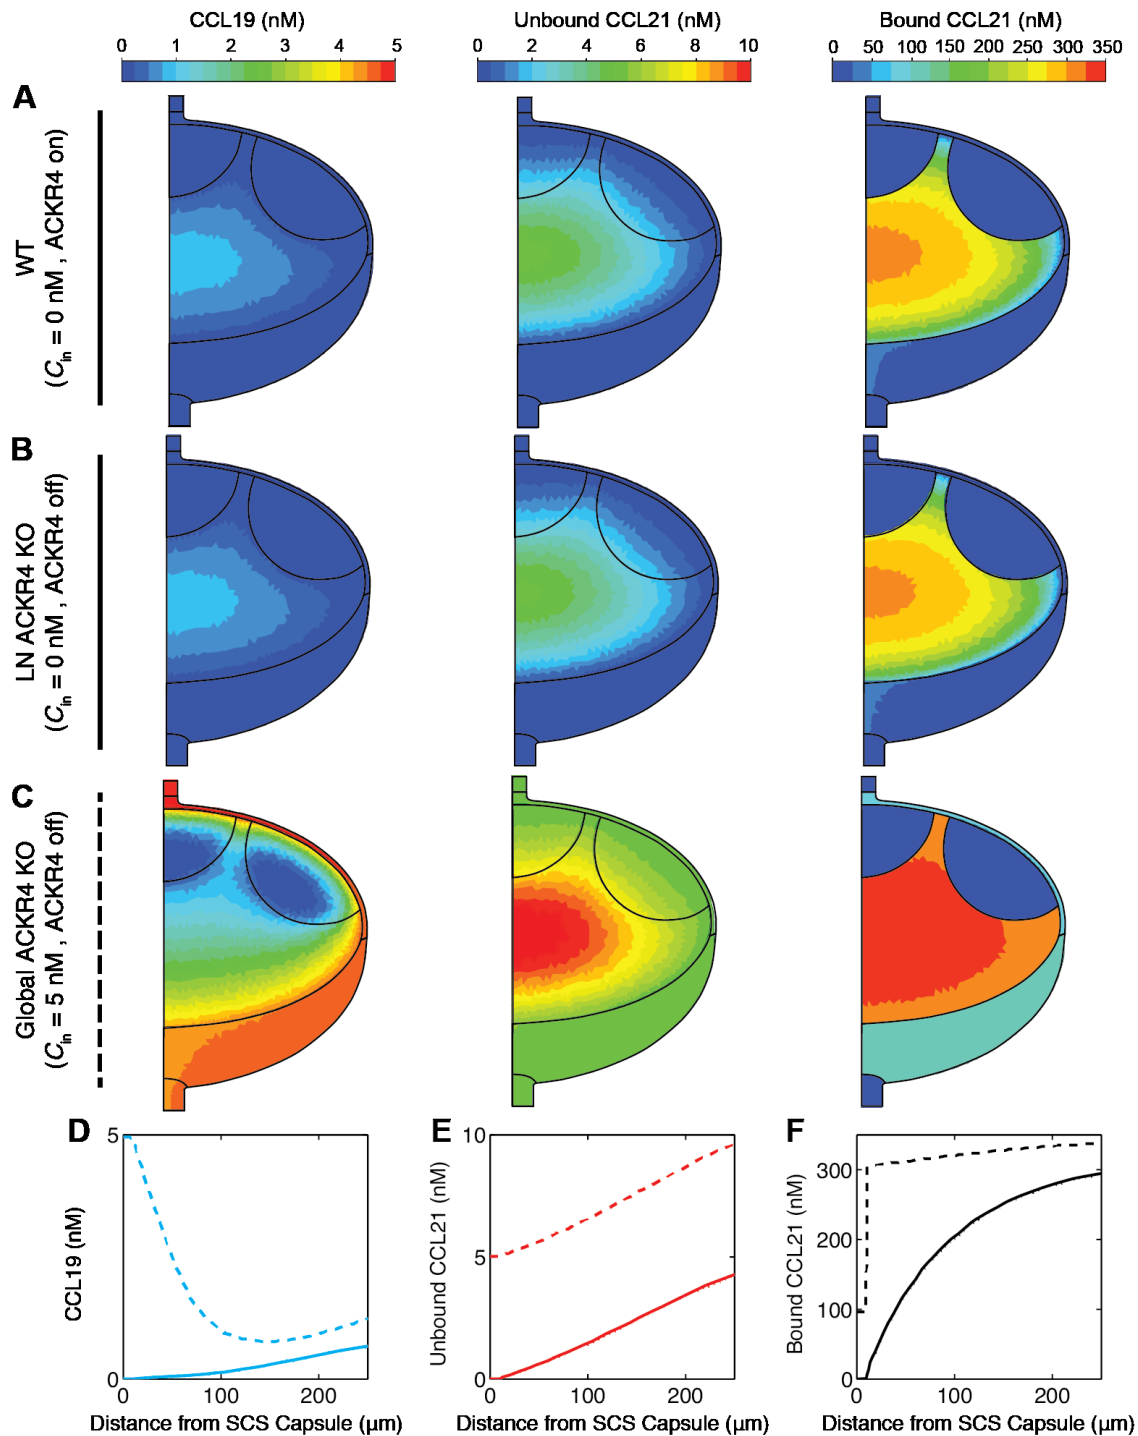 CCL19 (nM)
0 1 2 3 4 5
Unbound CCL21 (nM)
0 2 4 6 8 10
Bound CCL21 (nM)
0 50 100 150 200 250 300 350
A
WT
(C_in = 0 nM , ACKR4 on)
B
LN ACKR4 KO
(C_in = 0 nM , ACKR4 off)
C
Global ACKR4 KO
(C_in = 5 nM , ACKR4 off)
D
CCL19 (nM)
5
0
0 100 200
Distance from SCS Capsule (µm)
E
Unbound CCL21 (nM)
10
5
0
0 100 200
Distance from SCS Capsule (µm)
F
Bound CCL21 (nM)
300
200
100
0
0 100 200
Distance from SCS Capsule (µm)